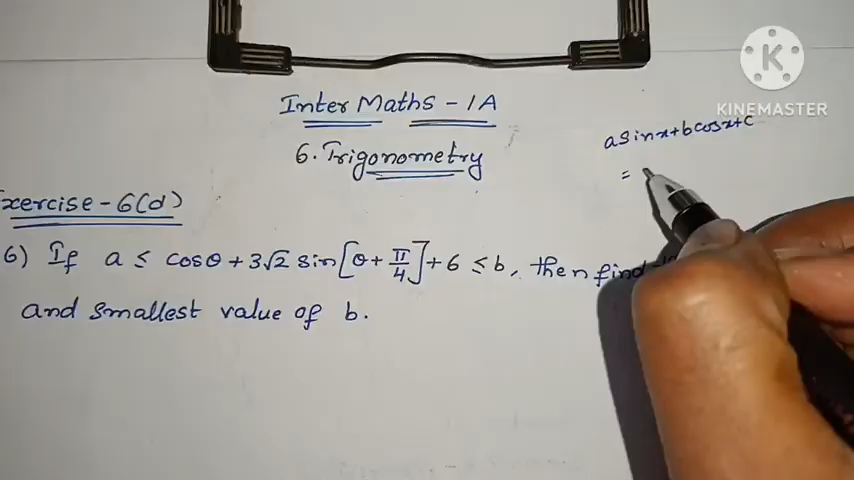 K
KINEMASTER
Inter Maths - 1A
a sinx+bcosx+c
=
6. Trigonometry
xercise - 6(d)
6) If a ≤ cosθ + 3√2 sin[θ + π/4] + 6 ≤ b, then find
and smallest value of b.